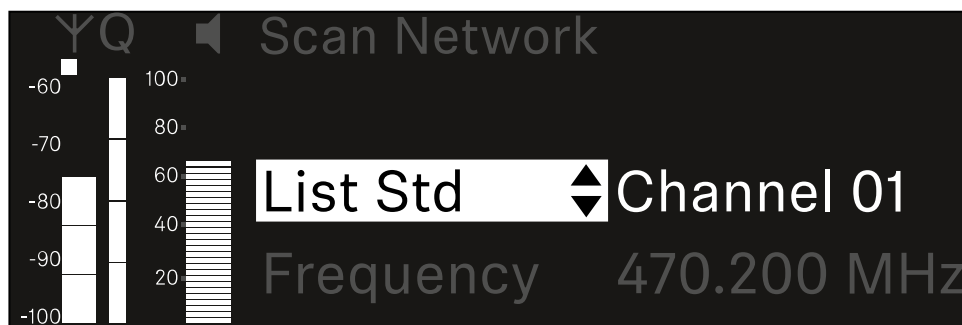 Q Scan Network
-60 100
-70 80
-80 60 List Std Channel 01
-90 40
-100 20 Frequency 470.200 MHz